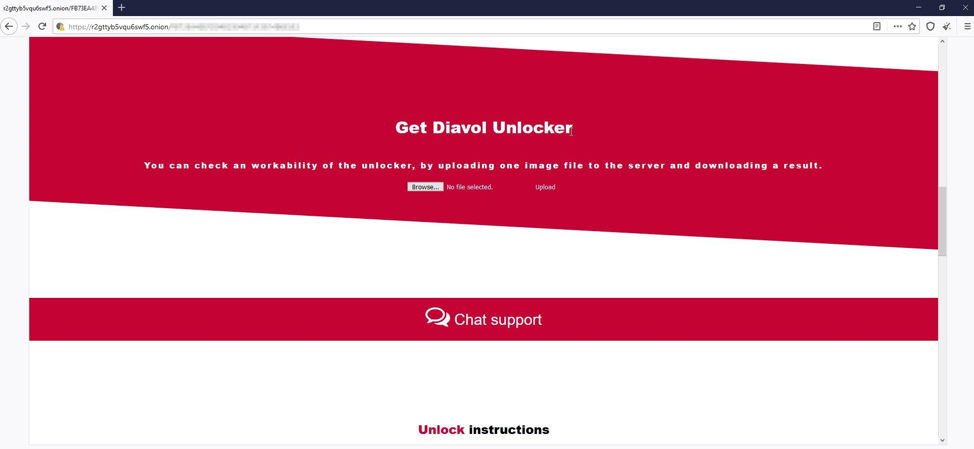 r2gttyb5vqu6swf5.onion/FB73EA4
https://r2gttyb5vqu6swf5.onion/
Get Diavol Unlocker
You can check an workability of the unlocker, by uploading one image file to the server and downloading a result.
Browse... No file selected. Upload
Chat support
Unlock instructions